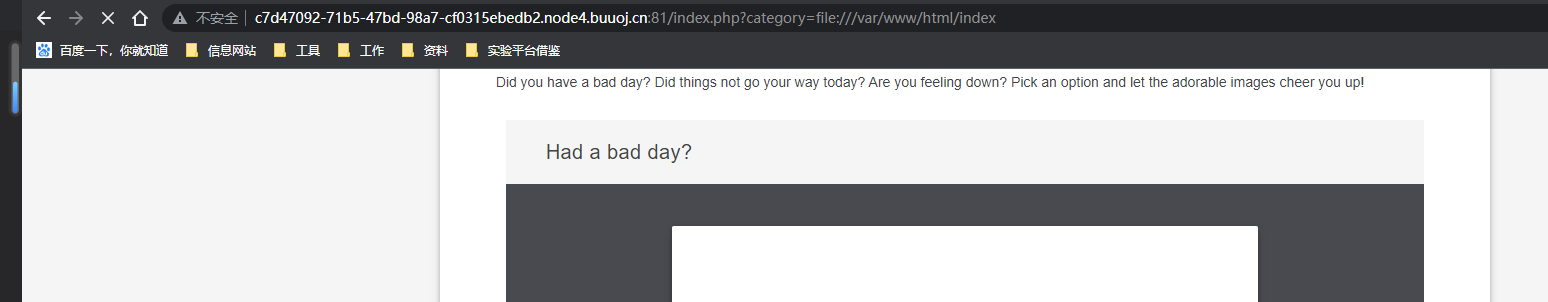 不安全 c7d47092-71b5-47bd-98a7-cf0315ebedb2.node4.buuoj.cn:81/index.php?category=file:///var/www/html/index
百度一下，你就知道 信息网站 工具 工作 资料 实验平台借鉴
Did you have a bad day? Did things not go your way today? Are you feeling down? Pick an option and let the adorable images cheer you up!
Had a bad day?